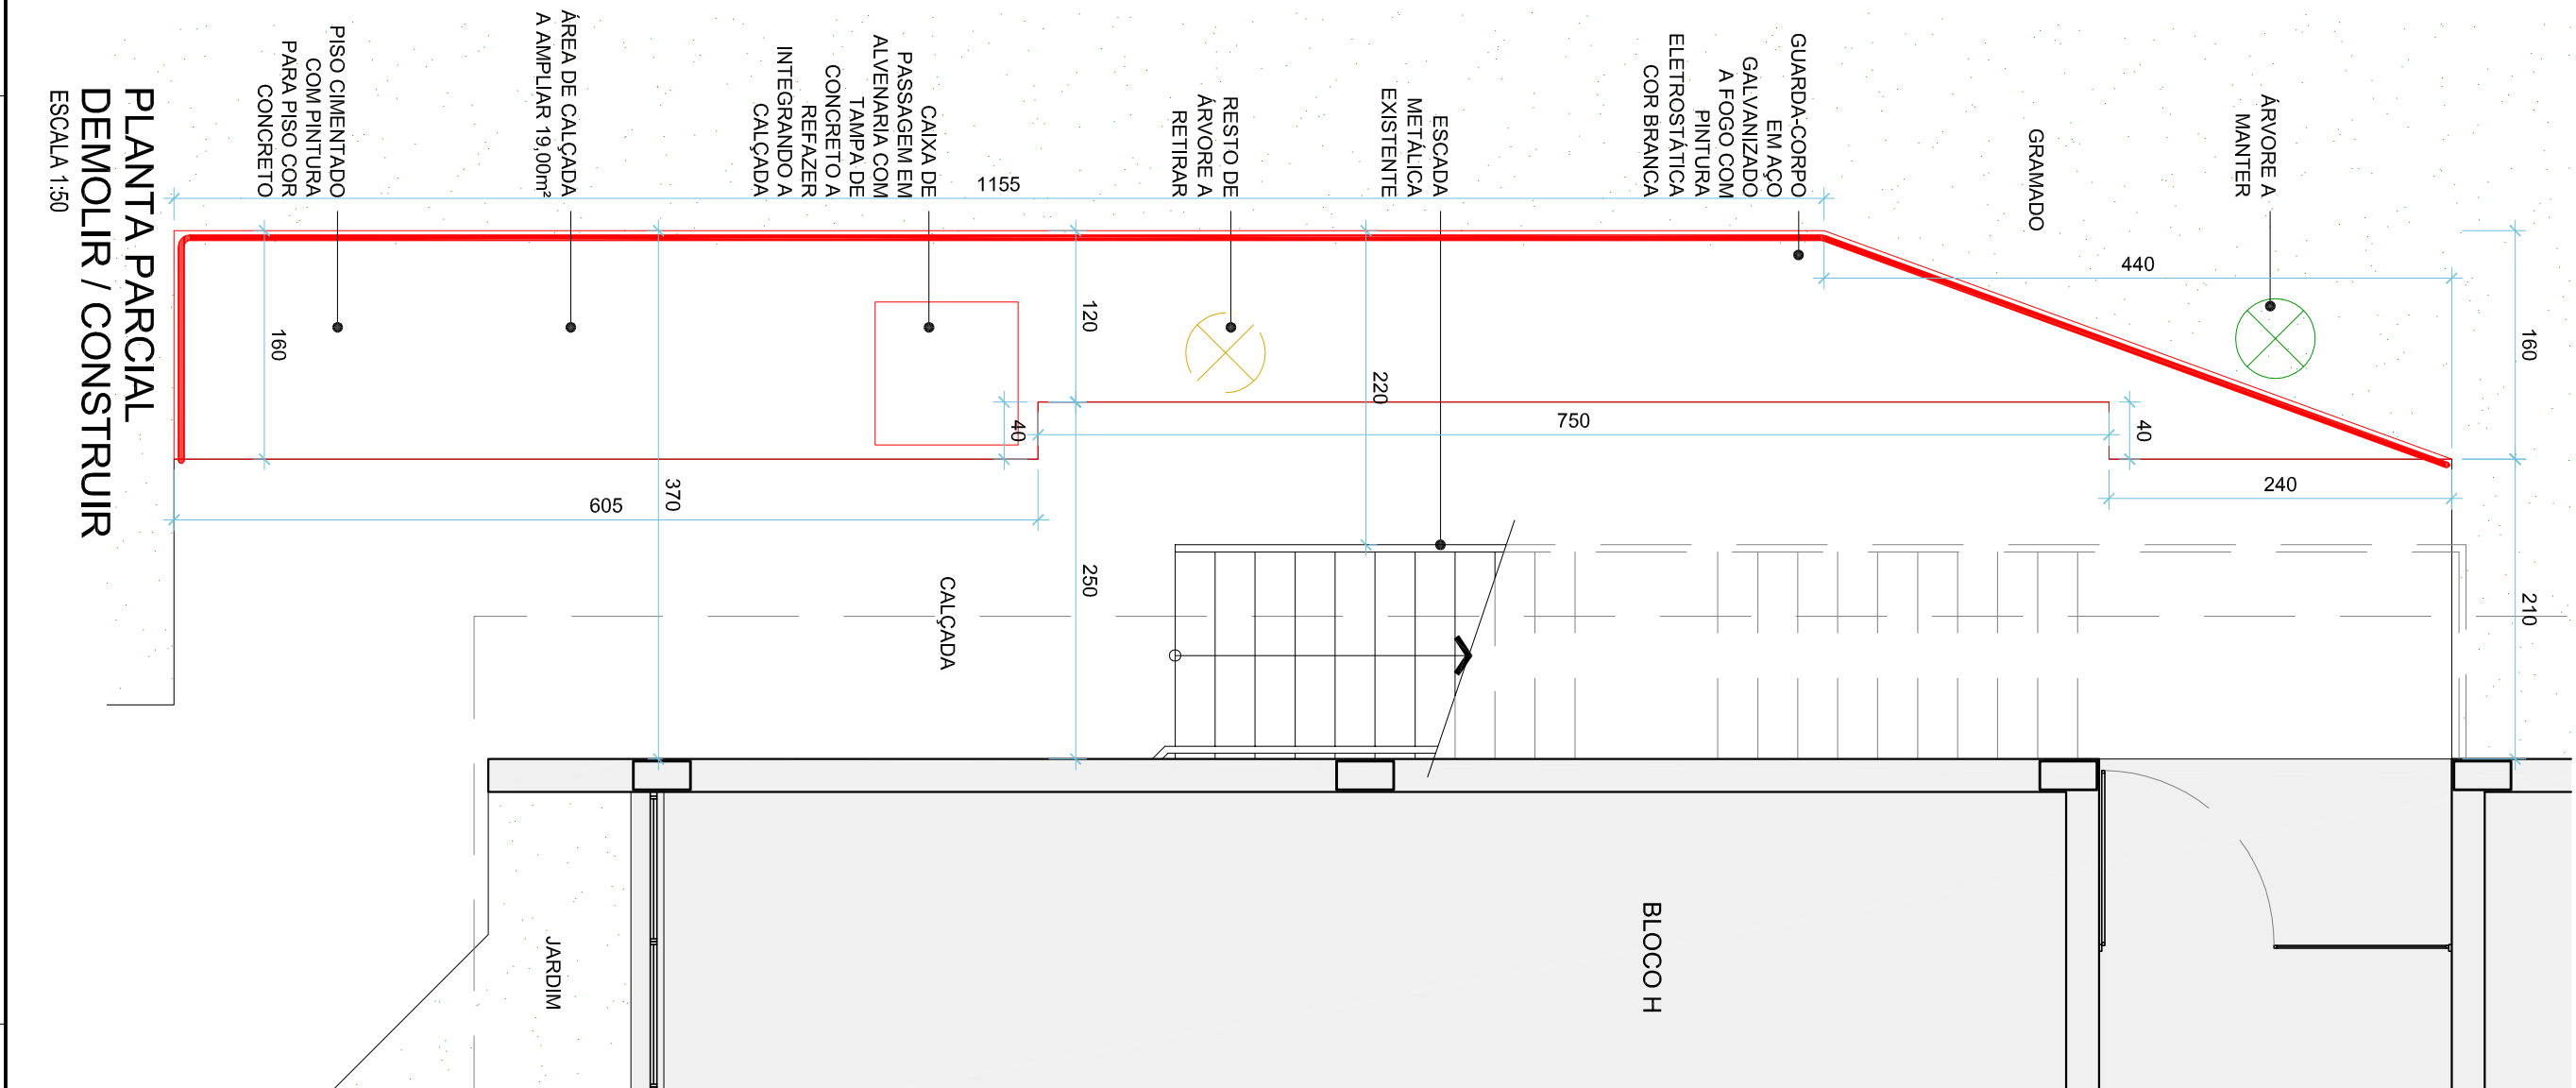 PLANTA PARCIAL
DEMOLIR / CONSTRUIR
ESCALA 1:50
PISO CIMENTADO
COM PINTURA
PARA PISO COR
CONCRETO
ÁREA DE CALÇADA
A AMPLIAR 19,00m²
CAIXA DE
PASSAGEM EM
ALVENARIA COM
TAMPA DE
CONCRETO A
REFAZER
INTEGRANDO A
CALÇADA
RESTO DE
ÁRVORE A
RETIRAR
ESCADA
METÁLICA
EXISTENTE
GUARDA-CORPO
EM AÇO
GALVANIZADO
À FOGO COM
PINTURA
ELETROSTÁTICA
COR BRANCA
GRAMADO
ÁRVORE A
MANTER
1155
440
160
160
120
220
40
750
40
240
605
370
250
210
CALÇADA
JARDIM
BLOCO H